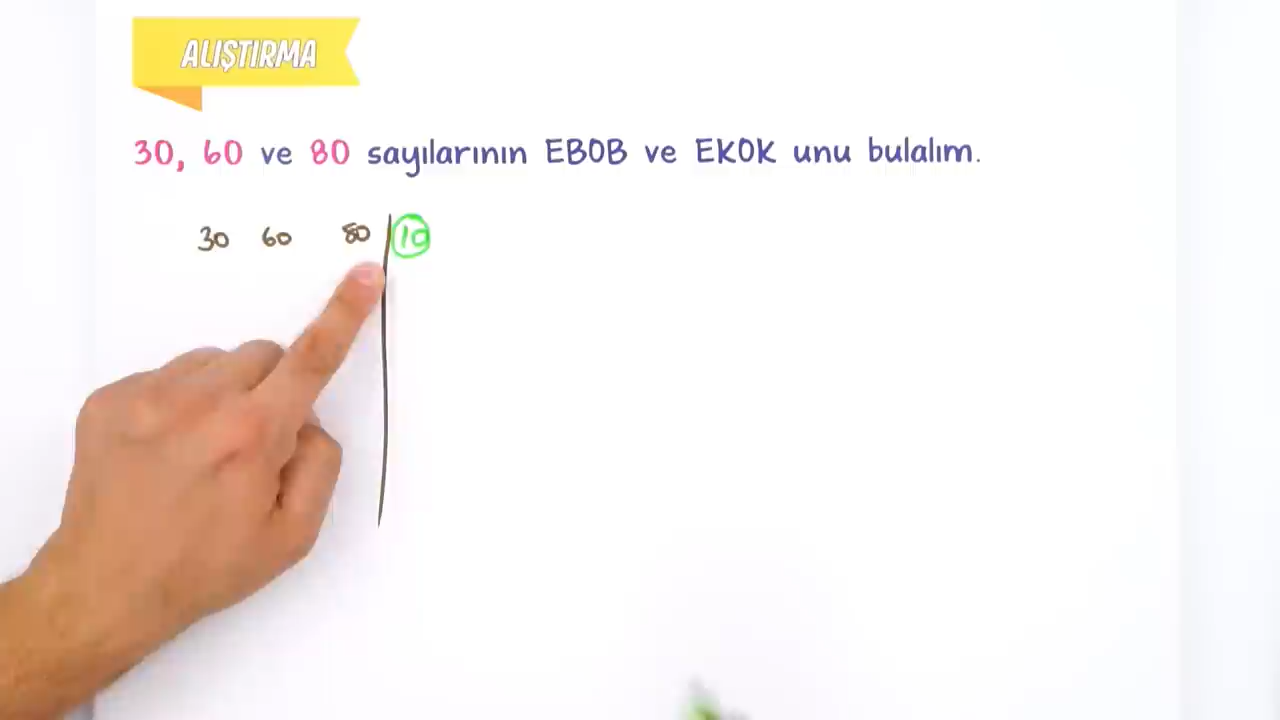 ALIŞTIRMA
30, 60 ve 80 sayılarının EBOB ve EKOK unu bulalım.
30 60 80 10